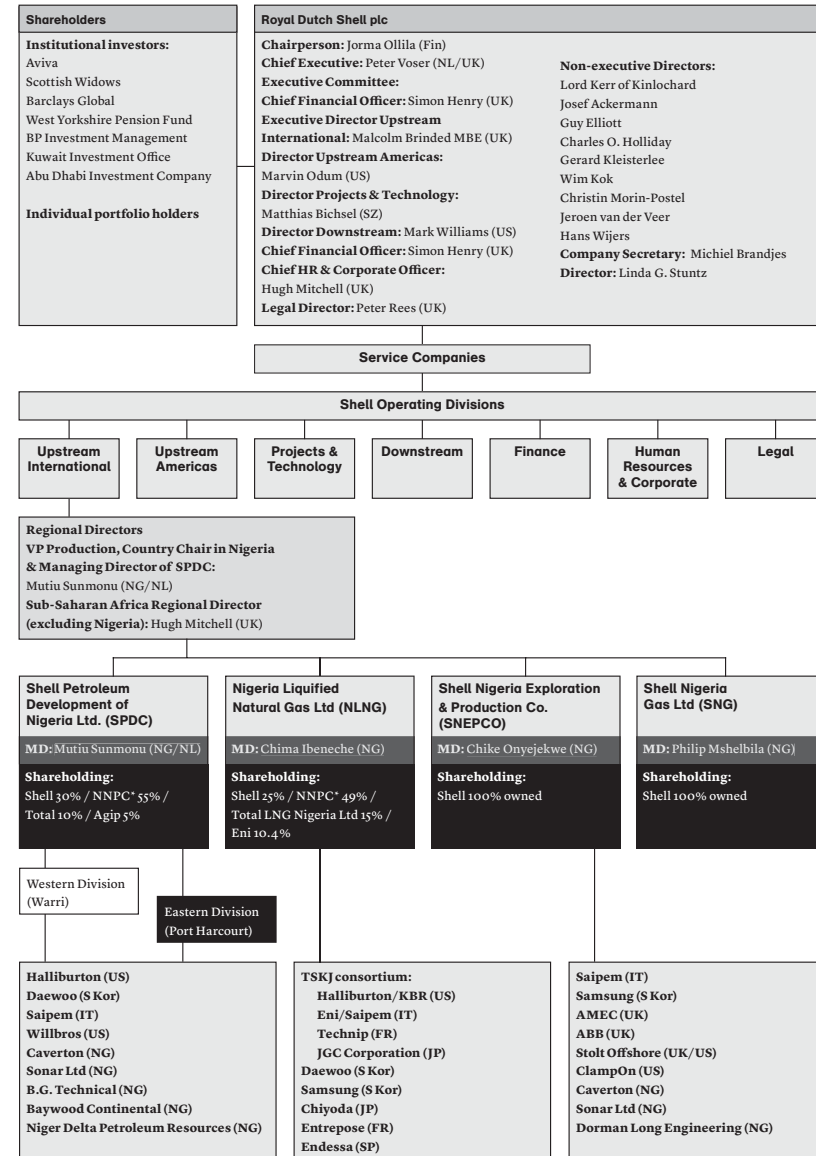 Shareholders
Institutional investors:
Aviva
Scottish Widows
Barclays Global
West Yorkshire Pension Fund
BP Investment Management
Kuwait Investment Office
Abu Dhabi Investment Company
Individual portfolio holders
Royal Dutch Shell plc
Chairperson: Jorma Ollila (Fin)
Chief Executive: Peter Voser (NL/UK)
Executive Committee:
Chief Financial Officer: Simon Henry (UK)
Executive Director Upstream
International: Malcolm Brinded MBE (UK)
Director Upstream Americas:
Marvin Odum (US)
Director Projects & Technology:
Matthias Bichsel (SZ)
Director Downstream: Mark Williams (US)
Chief Financial Officer: Simon Henry (UK)
Chief HR & Corporate Officer:
Hugh Mitchell (UK)
Legal Director: Peter Rees (UK)
Non-executive Directors:
Lord Kerr of Kinlochard
Josef Ackermann
Guy Elliott
Charles O. Holliday
Gerard Kleisterlee
Wim Kok
Christin Morin-Postel
Jeroen van der Veer
Hans Wijers
Company Secretary: Michiel Brandjes
Director: Linda G. Stuntz
Service Companies
Shell Operating Divisions
Upstream
International
Upstream
Americas
Projects &
Technology
Downstream
Finance
Human
Resources
& Corporate
Legal
Regional Directors
VP Production, Country Chair in Nigeria
& Managing Director of SPDC:
Mutiu Sunmonu (NG/NL)
Sub-Saharan Africa Regional Director
(excluding Nigeria): Hugh Mitchell (UK)
Shell Petroleum
Development of
Nigeria Ltd. (SPDC)
MD: Mutiu Sunmonu (NG/NL)
Shareholding:
Shell 30% / NNPC* 55% /
Total 10% / Agip 5%
Nigeria Liquified
Natural Gas Ltd (NLNG)
MD: Chima Ibeneche (NG)
Shareholding:
Shell 25% / NNPC* 49% /
Total LNG Nigeria Ltd 15% /
Eni 10.4%
Shell Nigeria Exploration
& Production Co.
(SNEPCO)
MD: Chike Onyejekwe (NG)
Shareholding:
Shell 100% owned
Shell Nigeria
Gas Ltd (SNG)
MD: Philip Mshelbila (NG)
Shareholding:
Shell 100% owned
Western Division
(Warri)
Eastern Division
(Port Harcourt)
Halliburton (US)
Daewoo (S Kor)
Saipem (IT)
Willbros (US)
Caverton (NG)
Sonar Ltd (NG)
B.G. Technical (NG)
Baywood Continental (NG)
Niger Delta Petroleum Resources (NG)
TSKJ consortium:
Halliburton/KBR (US)
Eni/Saipem (IT)
Technip (FR)
JGC Corporation (JP)
Daewoo (S Kor)
Samsung (S Kor)
Chiyoda (JP)
Entrepose (FR)
Endessa (SP)
Saipem (IT)
Samsung (S Kor)
AMEC (UK)
ABB (UK)
Stolt Offshore (UK/US)
ClampOn (US)
Caverton (NG)
Sonar Ltd (NG)
Dorman Long Engineering (NG)